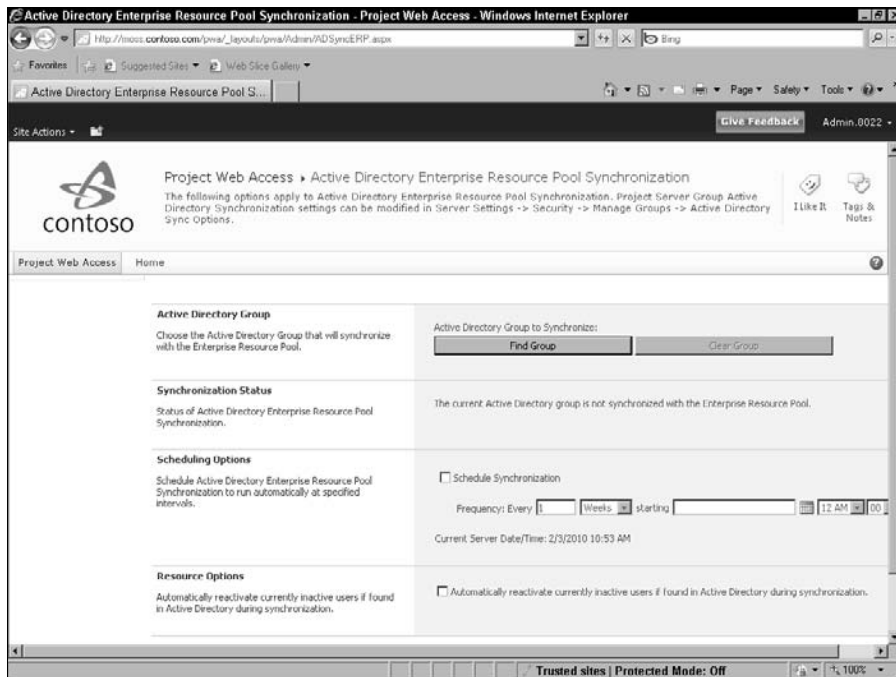 Active Directory Enterprise Resource Pool Synchronization - Project Web Access - Windows Internet Explorer
http://moss.contoso.com/pwa/_layouts/pwa/Admin/ADSyncERP.aspx
Bing
Favorites Suggested Sites Web Slice Gallery
Active Directory Enterprise Resource Pool S... Page Safety Tools
Site Actions Give Feedback Admin.0022
contoso
Project Web Access Active Directory Enterprise Resource Pool Synchronization
The following options apply to Active Directory Enterprise Resource Pool Synchronization. Project Server Group Active
Directory Synchronization settings can be modified in Server Settings -> Security -> Manage Groups -> Active Directory
Sync Options.
I Like It
Tags &
Notes
Project Web Access Home
Active Directory Group
Choose the Active Directory Group that will synchronize
with the Enterprise Resource Pool.
Active Directory Group to Synchronize:
Find Group Clear Group
Synchronization Status
Status of Active Directory Enterprise Resource Pool
Synchronization.
The current Active Directory group is not synchronized with the Enterprise Resource Pool.
Scheduling Options
Schedule Active Directory Enterprise Resource Pool
Synchronization to run automatically at specified
intervals.
Schedule Synchronization
Frequency: Every 1 Weeks starting 12 AM 00
Current Server Date/Time: 2/3/2010 10:53 AM
Resource Options
Automatically reactivate currently inactive users if found
in Active Directory during synchronization.
Automatically reactivate currently inactive users if found in Active Directory during synchronization.
Trusted sites | Protected Mode: Off 100%